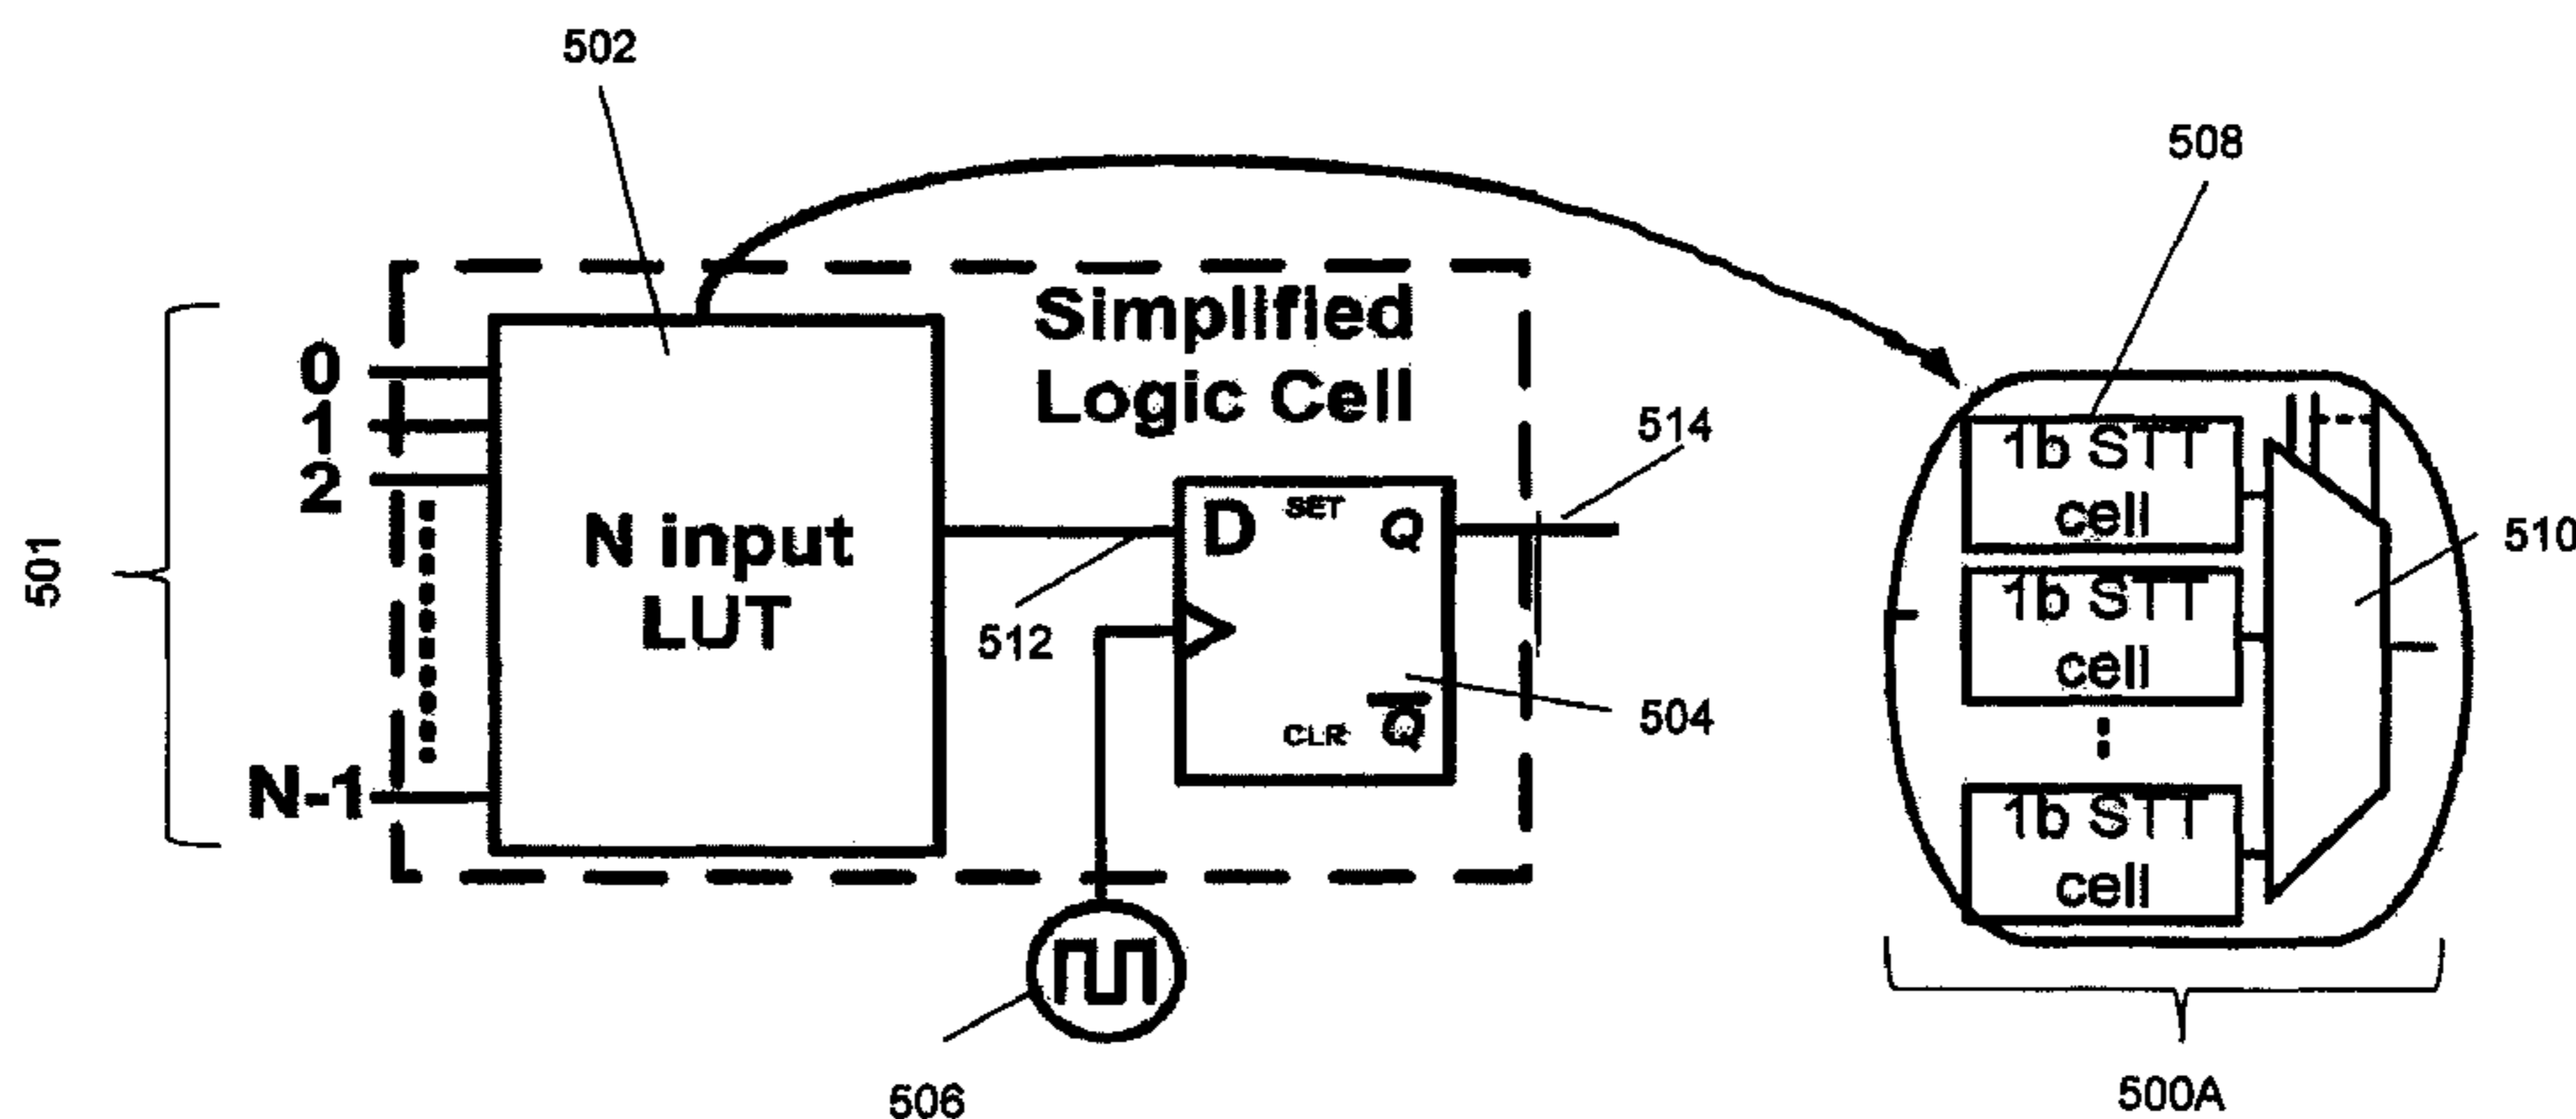 502
508
Simplified
Logic Cell
0
1
2
N-1
501
N input
LUT
512
D
SET
Q
CLR
Q̅
514
504
506
1b STT
cell
1b STT
cell
1b STT
cell
510
500A